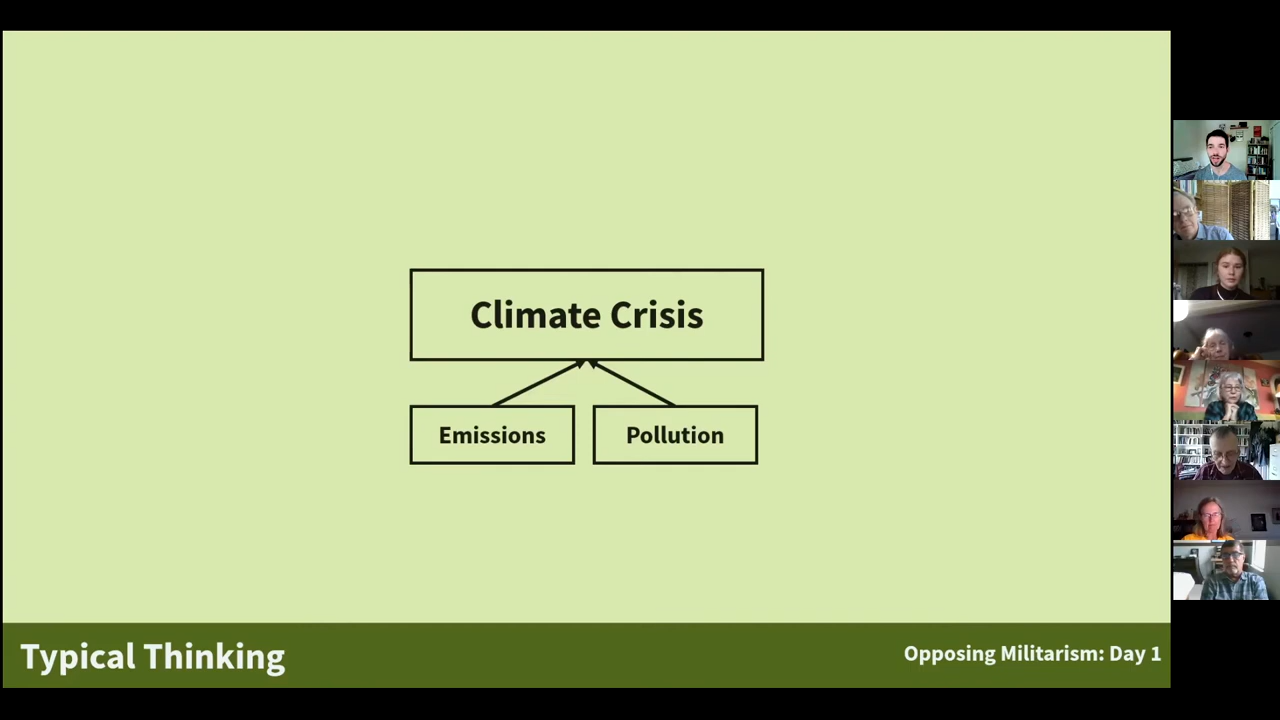 Climate Crisis
Emissions
Pollution
Typical Thinking
Opposing Militarism: Day 1